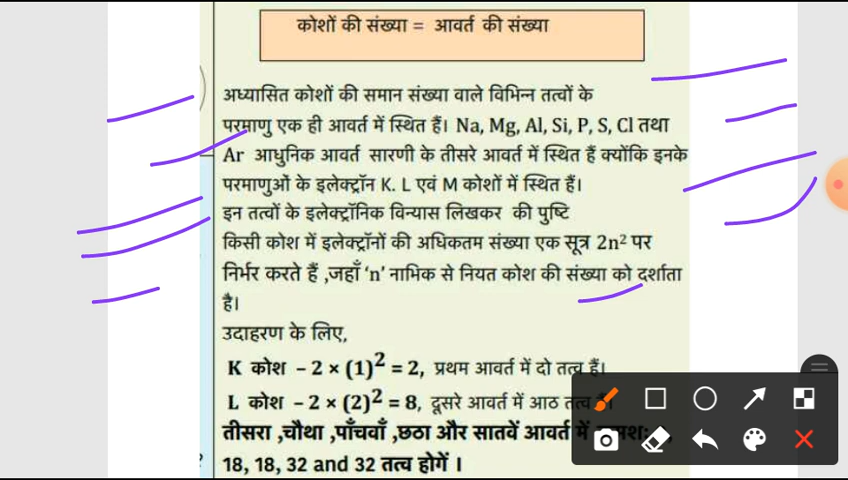 कोशों की संख्या = आवर्त की संख्या
अध्यासित कोशों की समान संख्या वाले विभिन्न तत्वों के
परमाणु एक ही आवर्त में स्थित हैं। Na, Mg, Al, Si, P, S, Cl तथा
Ar आधुनिक आवर्त सारणी के तीसरे आवर्त में स्थित हैं क्योंकि इनके
परमाणुओं के इलेक्ट्रॉन K. L एवं M कोशों में स्थित हैं।
इन तत्वों के इलेक्ट्रॉनिक विन्यास लिखकर की पुष्टि
किसी कोश में इलेक्ट्रॉनों की अधिकतम संख्या एक सूत्र 2n² पर
निर्भर करते हैं ,जहाँ ‘n’ नाभिक से नियत कोश की संख्या को दर्शाता
है।
उदाहरण के लिए,
K कोश – 2 × (1)² = 2, प्रथम आवर्त में दो तत्व हैं।
L कोश – 2 × (2)² = 8, दूसरे आवर्त में आठ तत्व हैं।
तीसरा ,चौथा ,पाँचवाँ ,छठा और सातवें आवर्त में
18, 18, 32 and 32 तत्व होगें ।